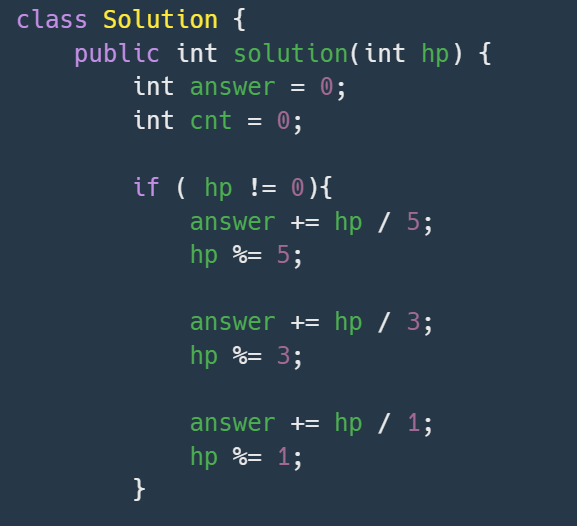 class Solution {
public int solution(int hp) {
int answer = 0;
int cnt = 0;
if ( hp != 0){
answer += hp / 5;
hp %= 5;
answer += hp / 3;
hp %= 3;
answer += hp / 1;
hp %= 1;
}